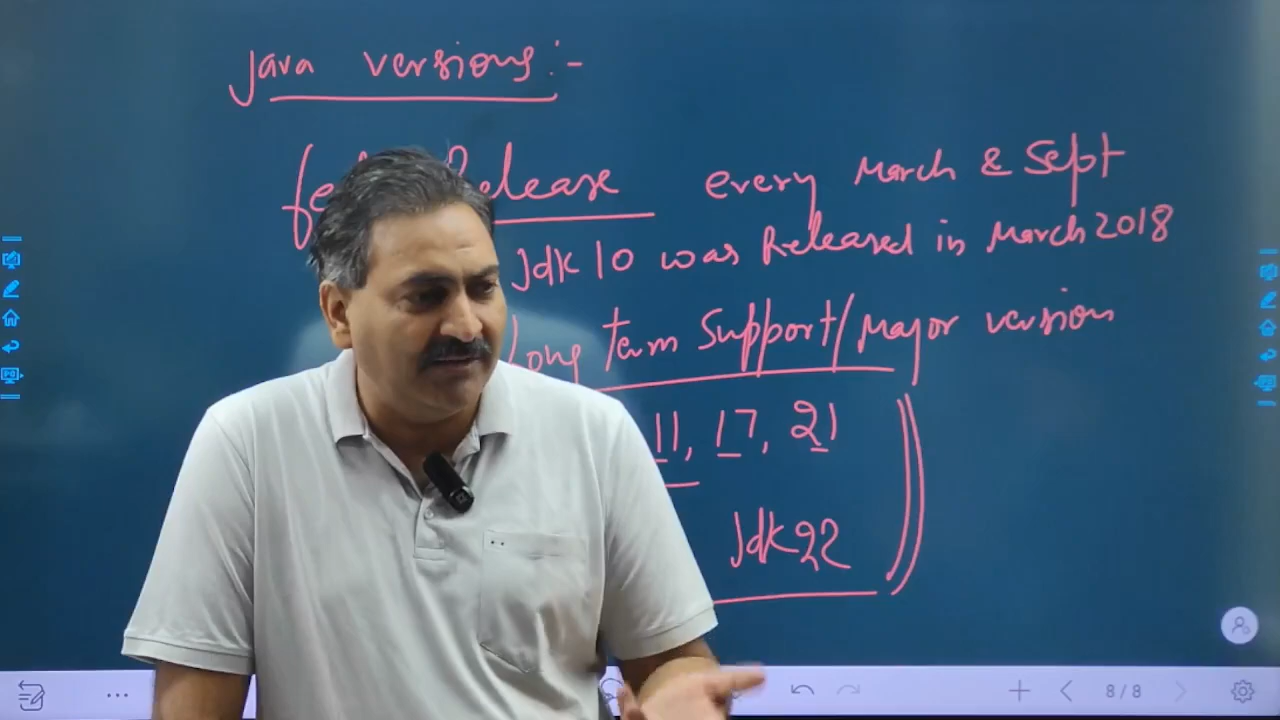 Java versions:-
Release every March & Sept
Jdk 10 was Released in March 2018
Long term Support/Major version
11, 17, 21
Jdk22
8/8